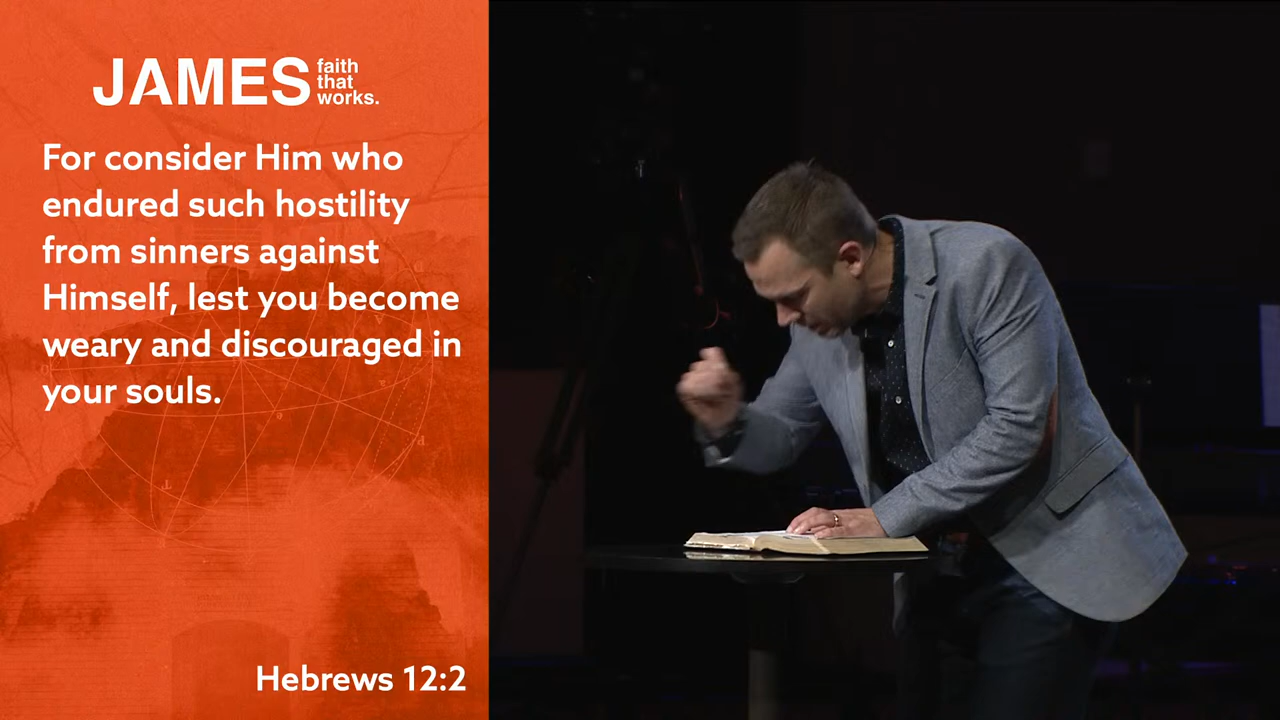 JAMES faith
that
works.
For consider Him who
endured such hostility
from sinners against
Himself, lest you become
weary and discouraged in
your souls.
Hebrews 12:2